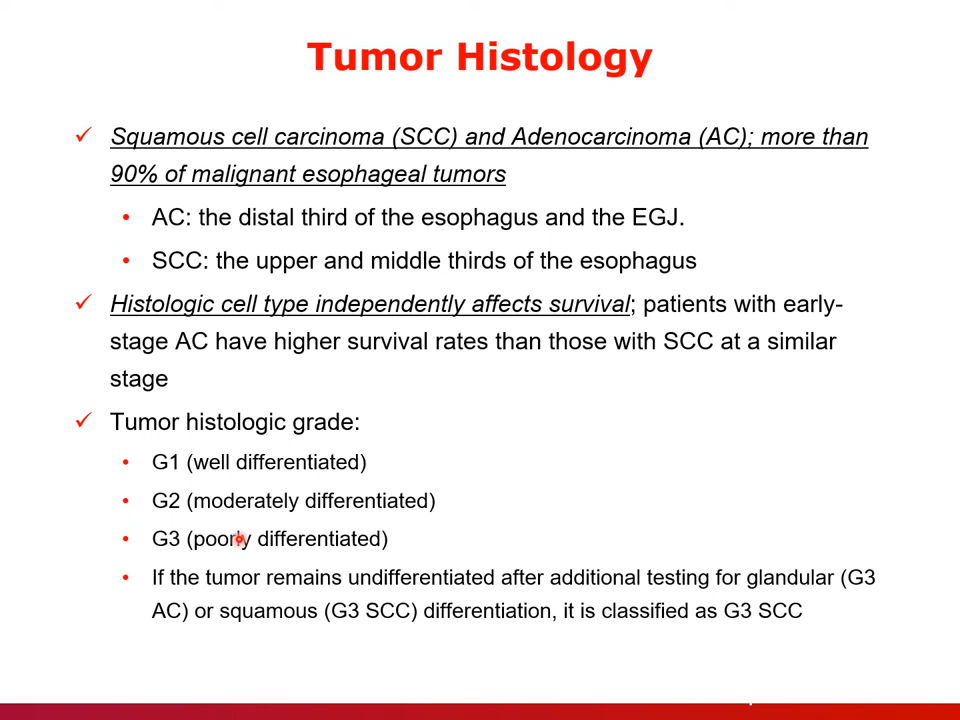 Tumor Histology
Squamous cell carcinoma (SCC) and Adenocarcinoma (AC); more than
90% of malignant esophageal tumors
AC: the distal third of the esophagus and the EGJ.
SCC: the upper and middle thirds of the esophagus
Histologic cell type independently affects survival; patients with early-
stage AC have higher survival rates than those with SCC at a similar
stage
Tumor histologic grade:
G1 (well differentiated)
G2 (moderately differentiated)
G3 (poorly differentiated)
If the tumor remains undifferentiated after additional testing for glandular (G3
AC) or squamous (G3 SCC) differentiation, it is classified as G3 SCC